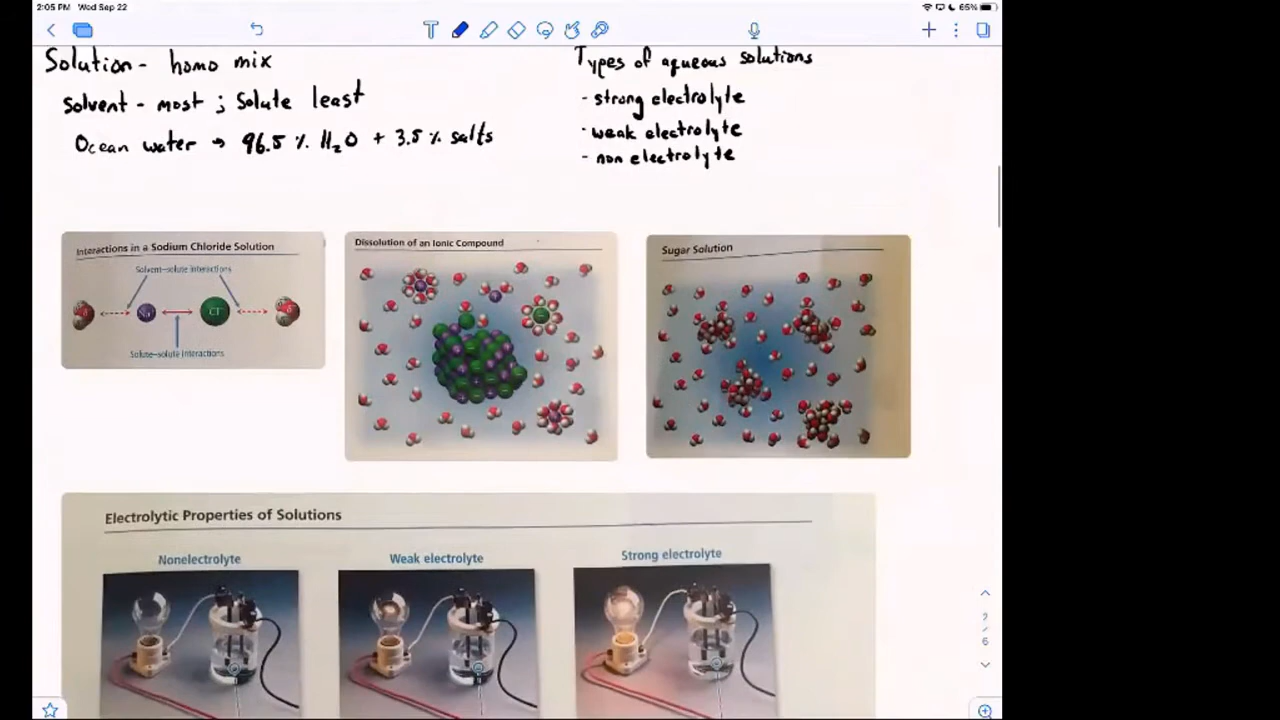 2:05 PM Wed Sep 22
65%
Solution - homo mix
Solvent - most ; Solute least
Ocean water → 96.5 % H₂O + 3.5 % salts
Types of aqueous solutions
- strong electrolyte
- weak electrolyte
- non electrolyte
Interactions in a Sodium Chloride Solution
Solvent–solute interactions
Na⁺
Cl⁻
Solute–solute interactions
Dissolution of an Ionic Compound
Sugar Solution
Electrolytic Properties of Solutions
Nonelectrolyte
Weak electrolyte
Strong electrolyte
2
/
6